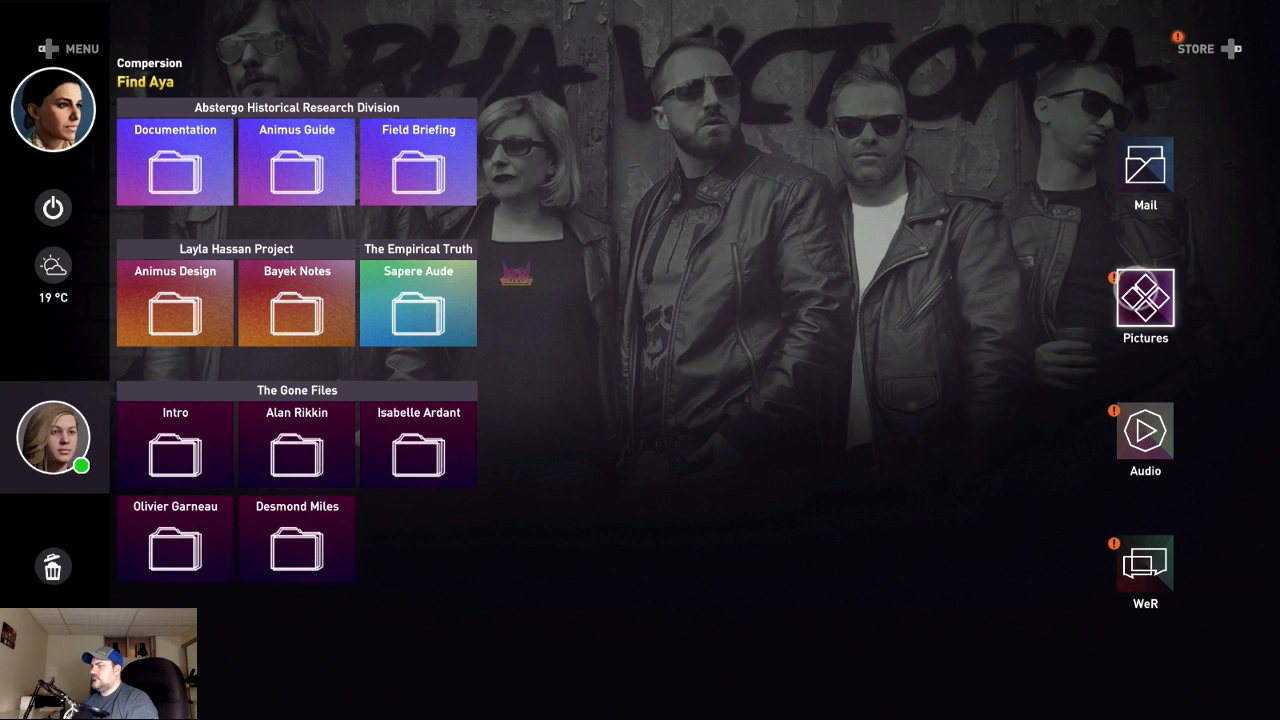 MENU
STORE
Compersion
Find Aya
Abstergo Historical Research Division
Documentation
Animus Guide
Field Briefing
Layla Hassan Project
The Empirical Truth
Animus Design
Bayek Notes
Sapere Aude
The Gone Files
Intro
Alan Rikkin
Isabelle Ardant
Olivier Garneau
Desmond Miles
19 °C
Mail
Pictures
Audio
WeR